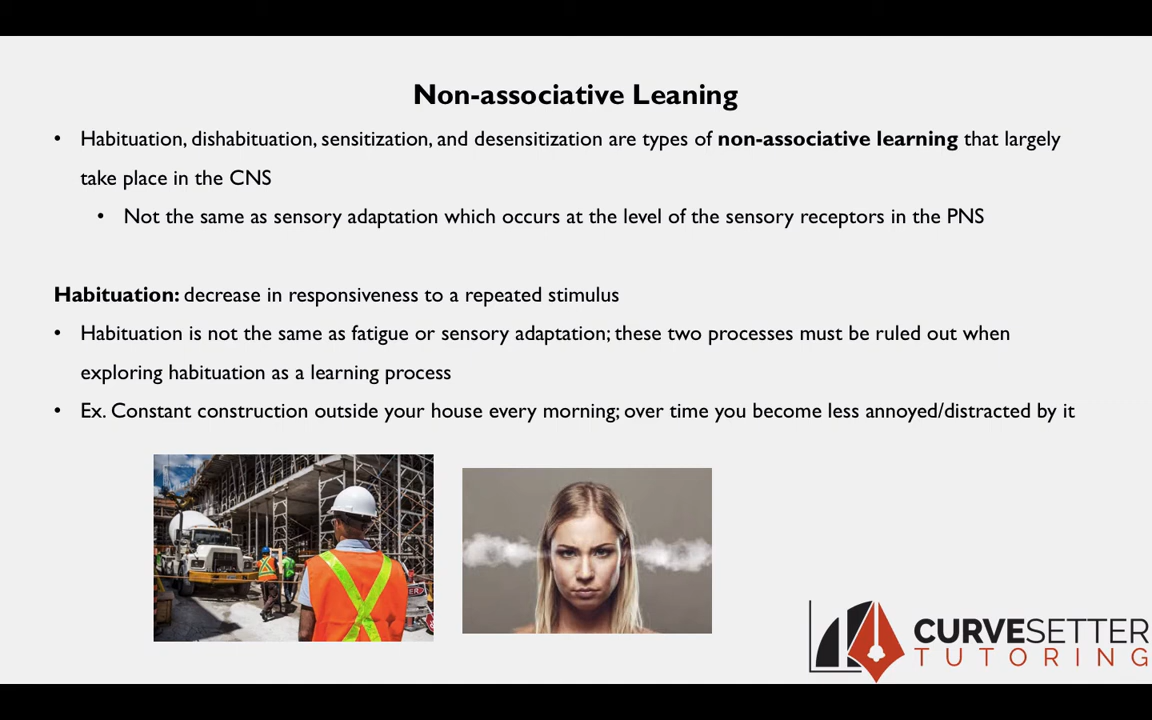 Non-associative Leaning
• Habituation, dishabituation, sensitization, and desensitization are types of non-associative learning that largely
take place in the CNS
• Not the same as sensory adaptation which occurs at the level of the sensory receptors in the PNS
Habituation: decrease in responsiveness to a repeated stimulus
• Habituation is not the same as fatigue or sensory adaptation; these two processes must be ruled out when
exploring habituation as a learning process
• Ex. Constant construction outside your house every morning; over time you become less annoyed/distracted by it
CURVESETTER
TUTORING